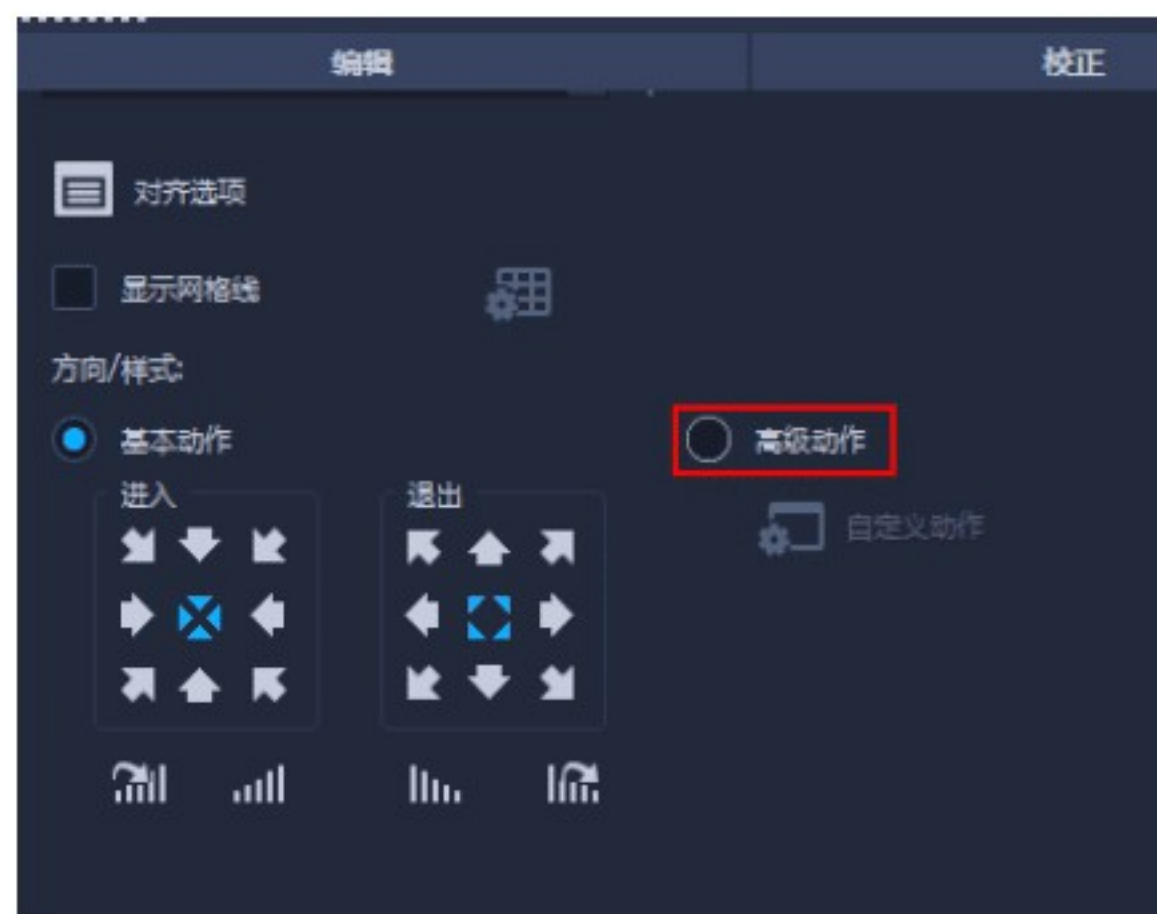 编辑 校正
对齐选项
显示网格线
方向/样式:
基本动作 高级动作
进入 退出
自定义动作